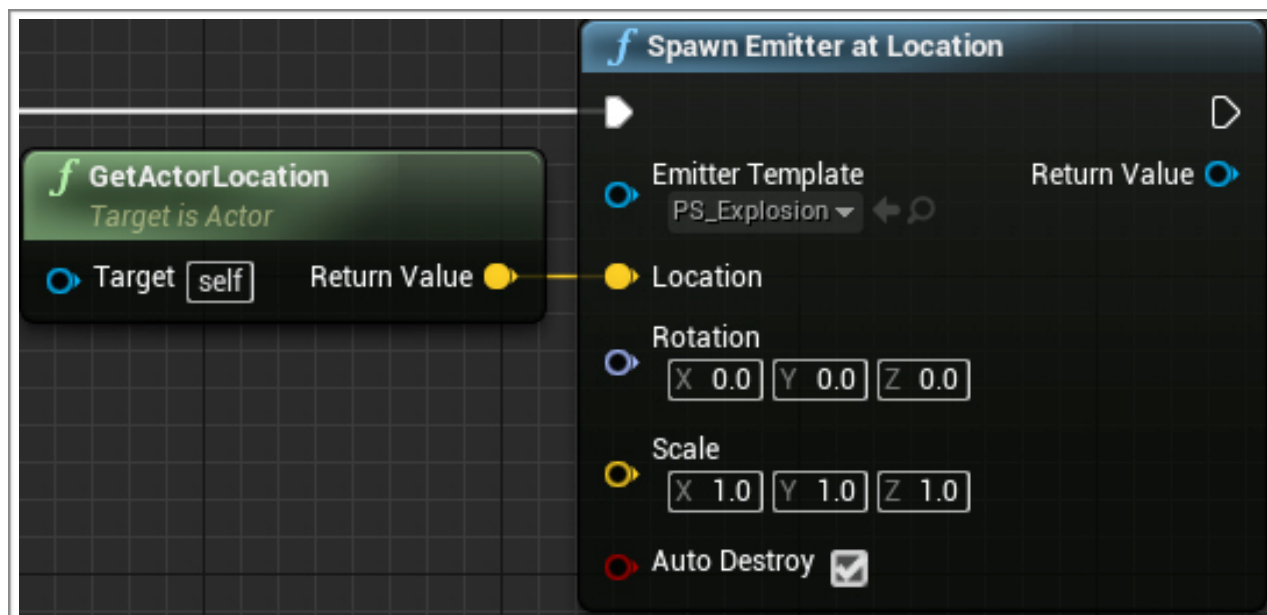 f Spawn Emitter at Location
f GetActorLocation
Target is Actor
Target self Return Value
Emitter Template Return Value
PS_Explosion
Location
Rotation
X 0.0 Y 0.0 Z 0.0
Scale
X 1.0 Y 1.0 Z 1.0
Auto Destroy